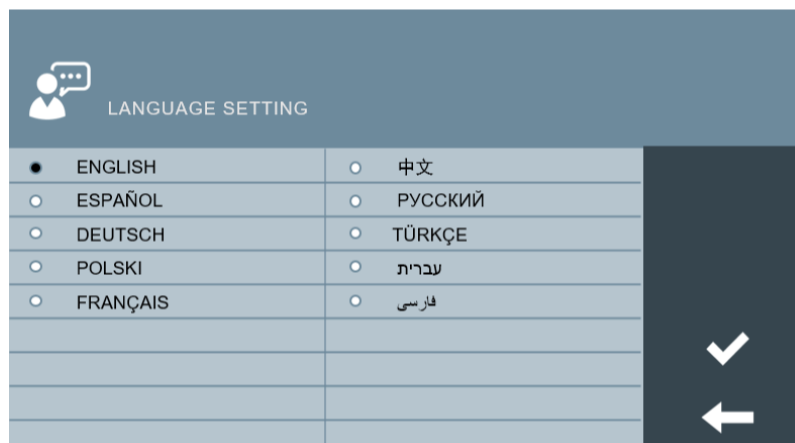 LANGUAGE SETTING
ENGLISH
ESPAÑOL
DEUTSCH
POLSKI
FRANÇAIS
中文
РУССКИЙ
TÜRKÇE
עברית
فارسی